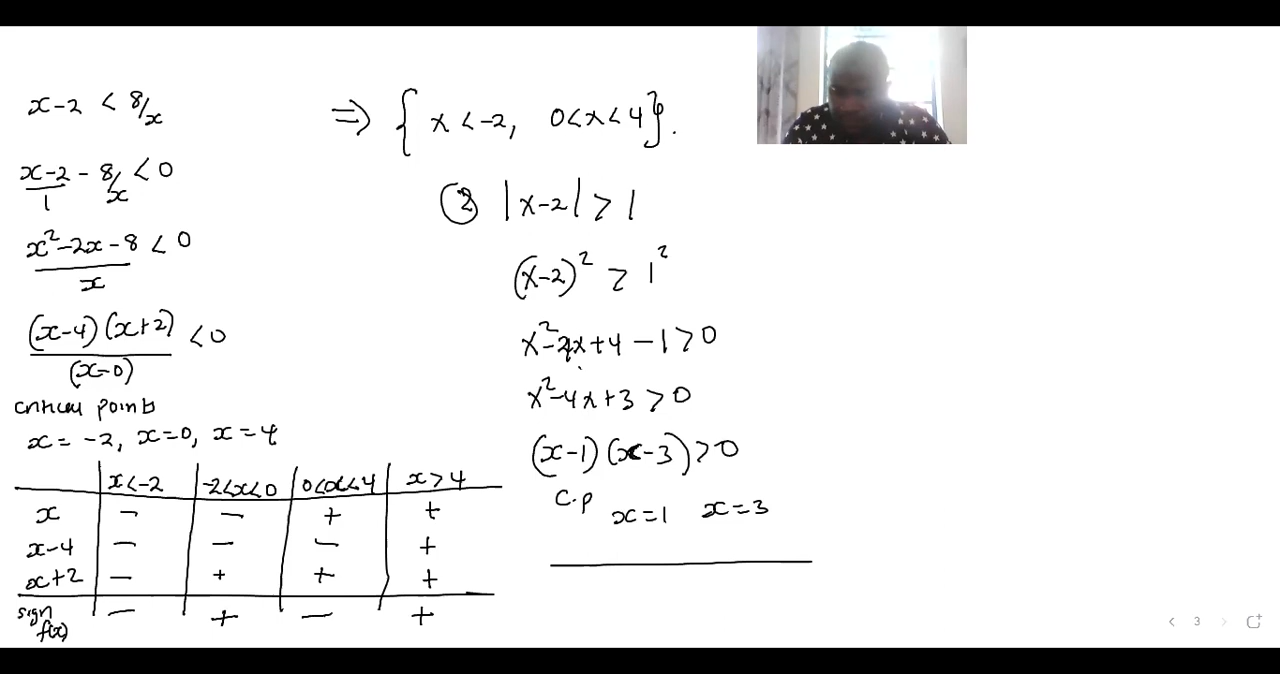 x-2 < 8/x
x-2/1 - 8/x < 0
x²-2x-8/x < 0
(x-4)(x+2)/(x-0) < 0
critical points
x = -2, x=0, x=4
x<-2 -2<x<0 0<x<4 x>4
x - - + +
x-4 - - - +
x+2 - + + +
sign f(x) - + - +
⇒ { x<-2, 0<x<4}.
② |x-2| > 1
(x-2)² > 1²
x²-4x+4-1>0
x²-4x+3>0
(x-1)(x-3)>0
C.p x=1 x=3
< 3 >